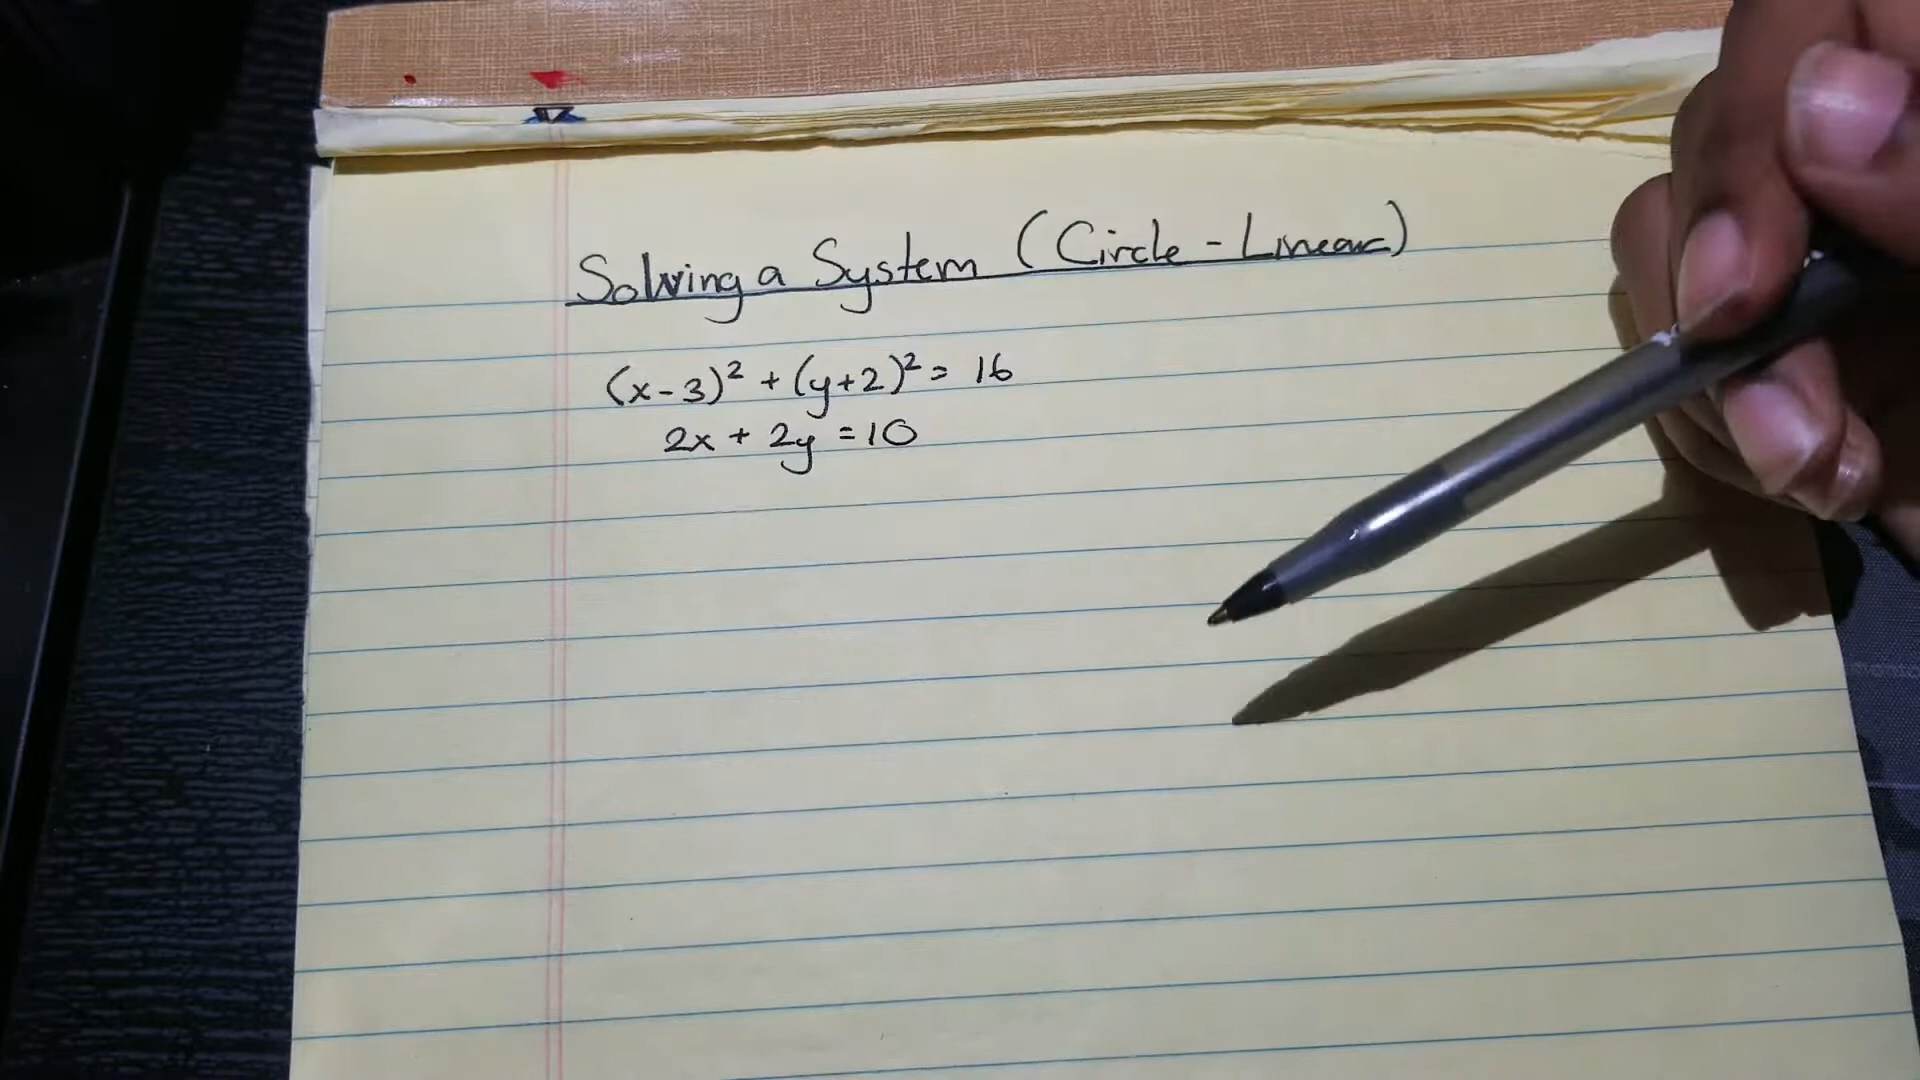 Solving a System (Circle - Linear)
(x-3)² + (y+2)² = 16
2x + 2y = 10